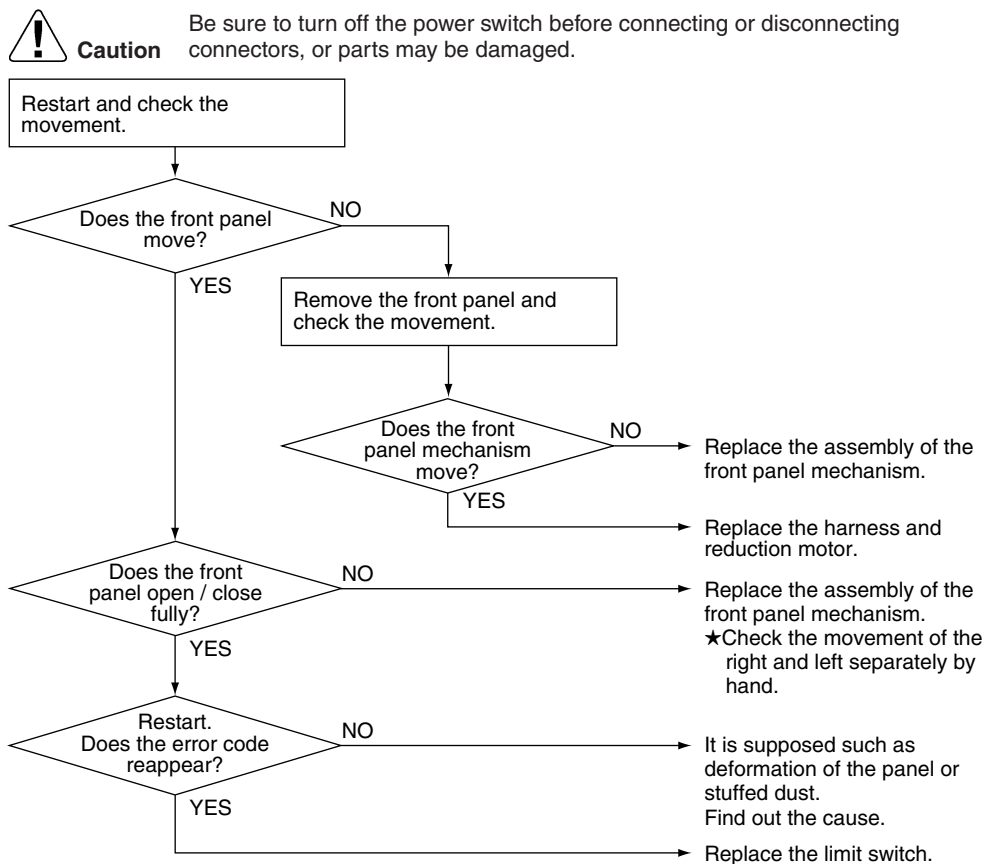 Caution
Be sure to turn off the power switch before connecting or disconnecting
connectors, or parts may be damaged.
Restart and check the
movement.
Does the front panel
move?
NO
YES
Remove the front panel and
check the movement.
Does the front
panel mechanism
move?
NO
Replace the assembly of the
front panel mechanism.
YES
Replace the harness and
reduction motor.
Does the front
panel open / close
fully?
NO
Replace the assembly of the
front panel mechanism.
★Check the movement of the
right and left separately by
hand.
YES
Restart.
Does the error code
reappear?
NO
It is supposed such as
deformation of the panel or
stuffed dust.
Find out the cause.
YES
Replace the limit switch.